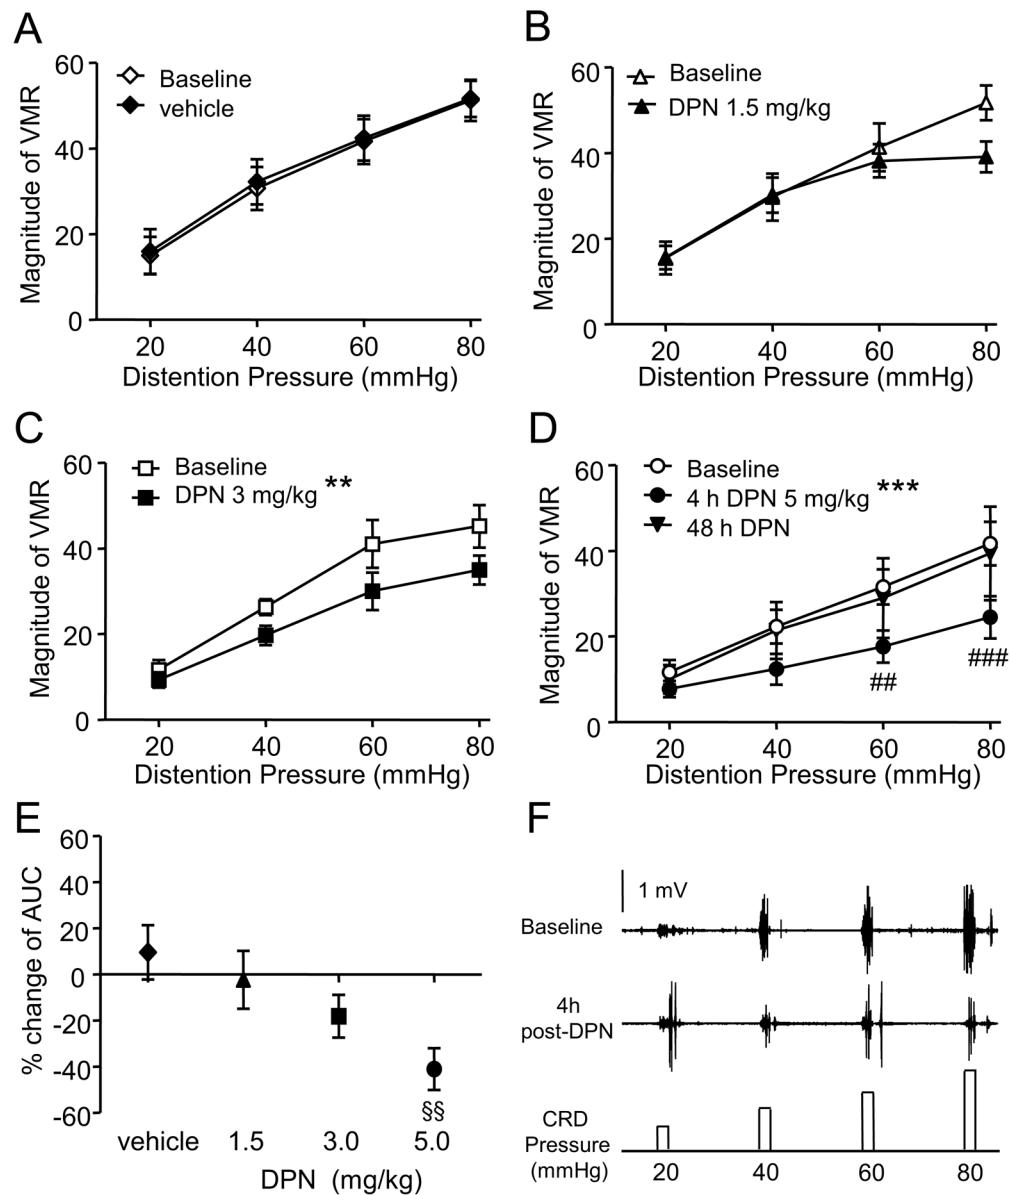 A
60
40
20
0
Magnitude of VMR
Baseline
vehicle
20 40 60 80
Distention Pressure (mmHg)
B
60
40
20
0
Magnitude of VMR
Baseline
DPN 1.5 mg/kg
20 40 60 80
Distention Pressure (mmHg)
C
60
40
20
0
Magnitude of VMR
Baseline
DPN 3 mg/kg **
20 40 60 80
Distention Pressure (mmHg)
D
60
40
20
0
Magnitude of VMR
Baseline
4 h DPN 5 mg/kg ***
48 h DPN
##
###
20 40 60 80
Distention Pressure (mmHg)
E
60
40
20
0
-20
-40
-60
% change of AUC
§§
vehicle 1.5 3.0 5.0
DPN (mg/kg)
F
1 mV
Baseline
4h
post-DPN
CRD
Pressure
(mmHg)
20 40 60 80